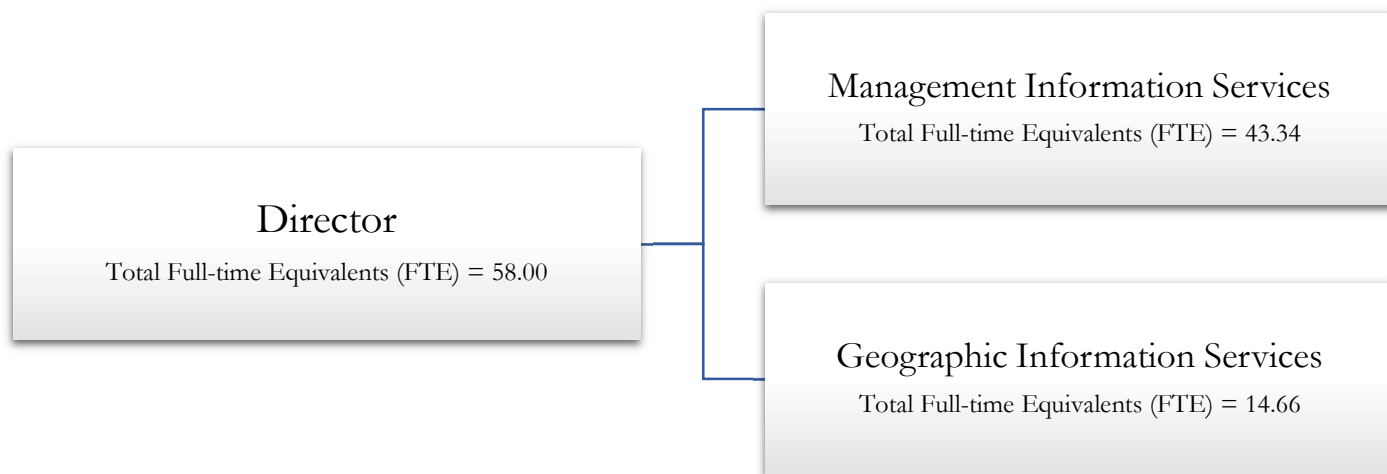 Director
Total Full-time Equivalents (FTE) = 58.00
Management Information Services
Total Full-time Equivalents (FTE) = 43.34
Geographic Information Services
Total Full-time Equivalents (FTE) = 14.66